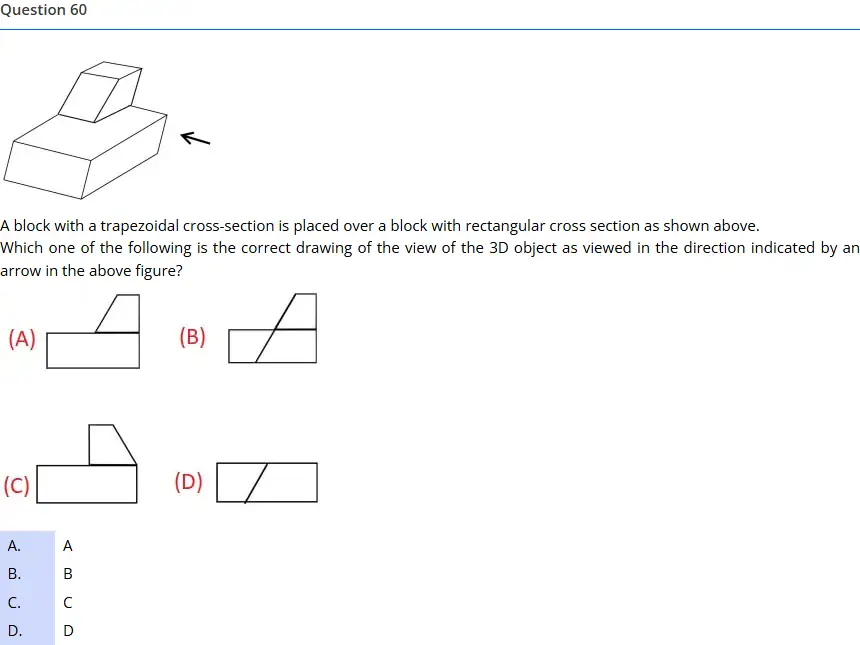 Question 60
A block with a trapezoidal cross-section is placed over a block with rectangular cross section as shown above.
Which one of the following is the correct drawing of the view of the 3D object as viewed in the direction indicated by an
arrow in the above figure?
(A) (B)
(C) (D)
A. A
B. B
C. C
D. D